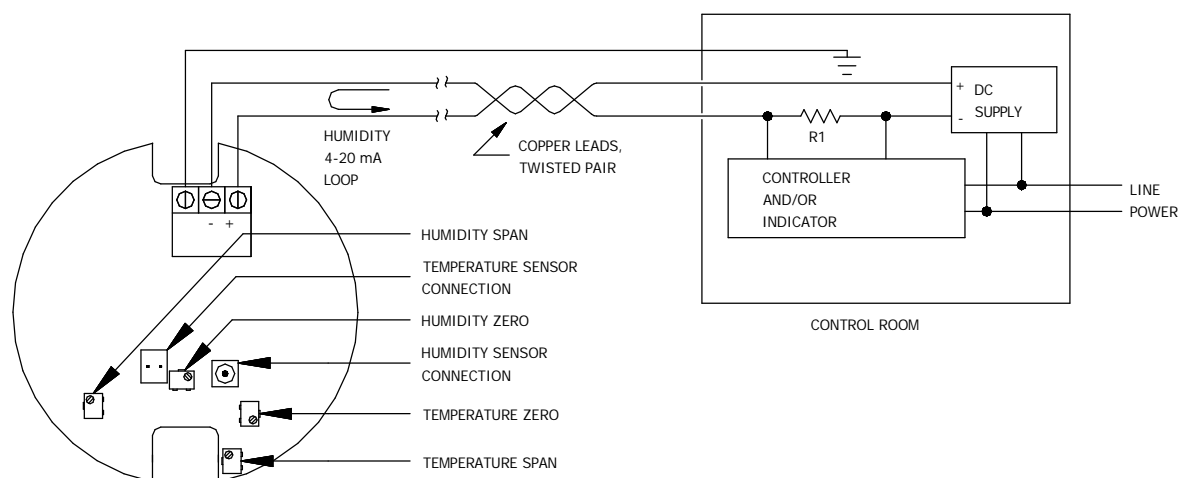 + DC
SUPPLY
-
R1
HUMIDITY
4-20 mA
LOOP
COPPER LEADS,
TWISTED PAIR
CONTROLLER
AND/OR
INDICATOR
LINE
POWER
- +
HUMIDITY SPAN
TEMPERATURE SENSOR
CONNECTION
HUMIDITY ZERO
CONTROL ROOM
HUMIDITY SENSOR
CONNECTION
TEMPERATURE ZERO
TEMPERATURE SPAN